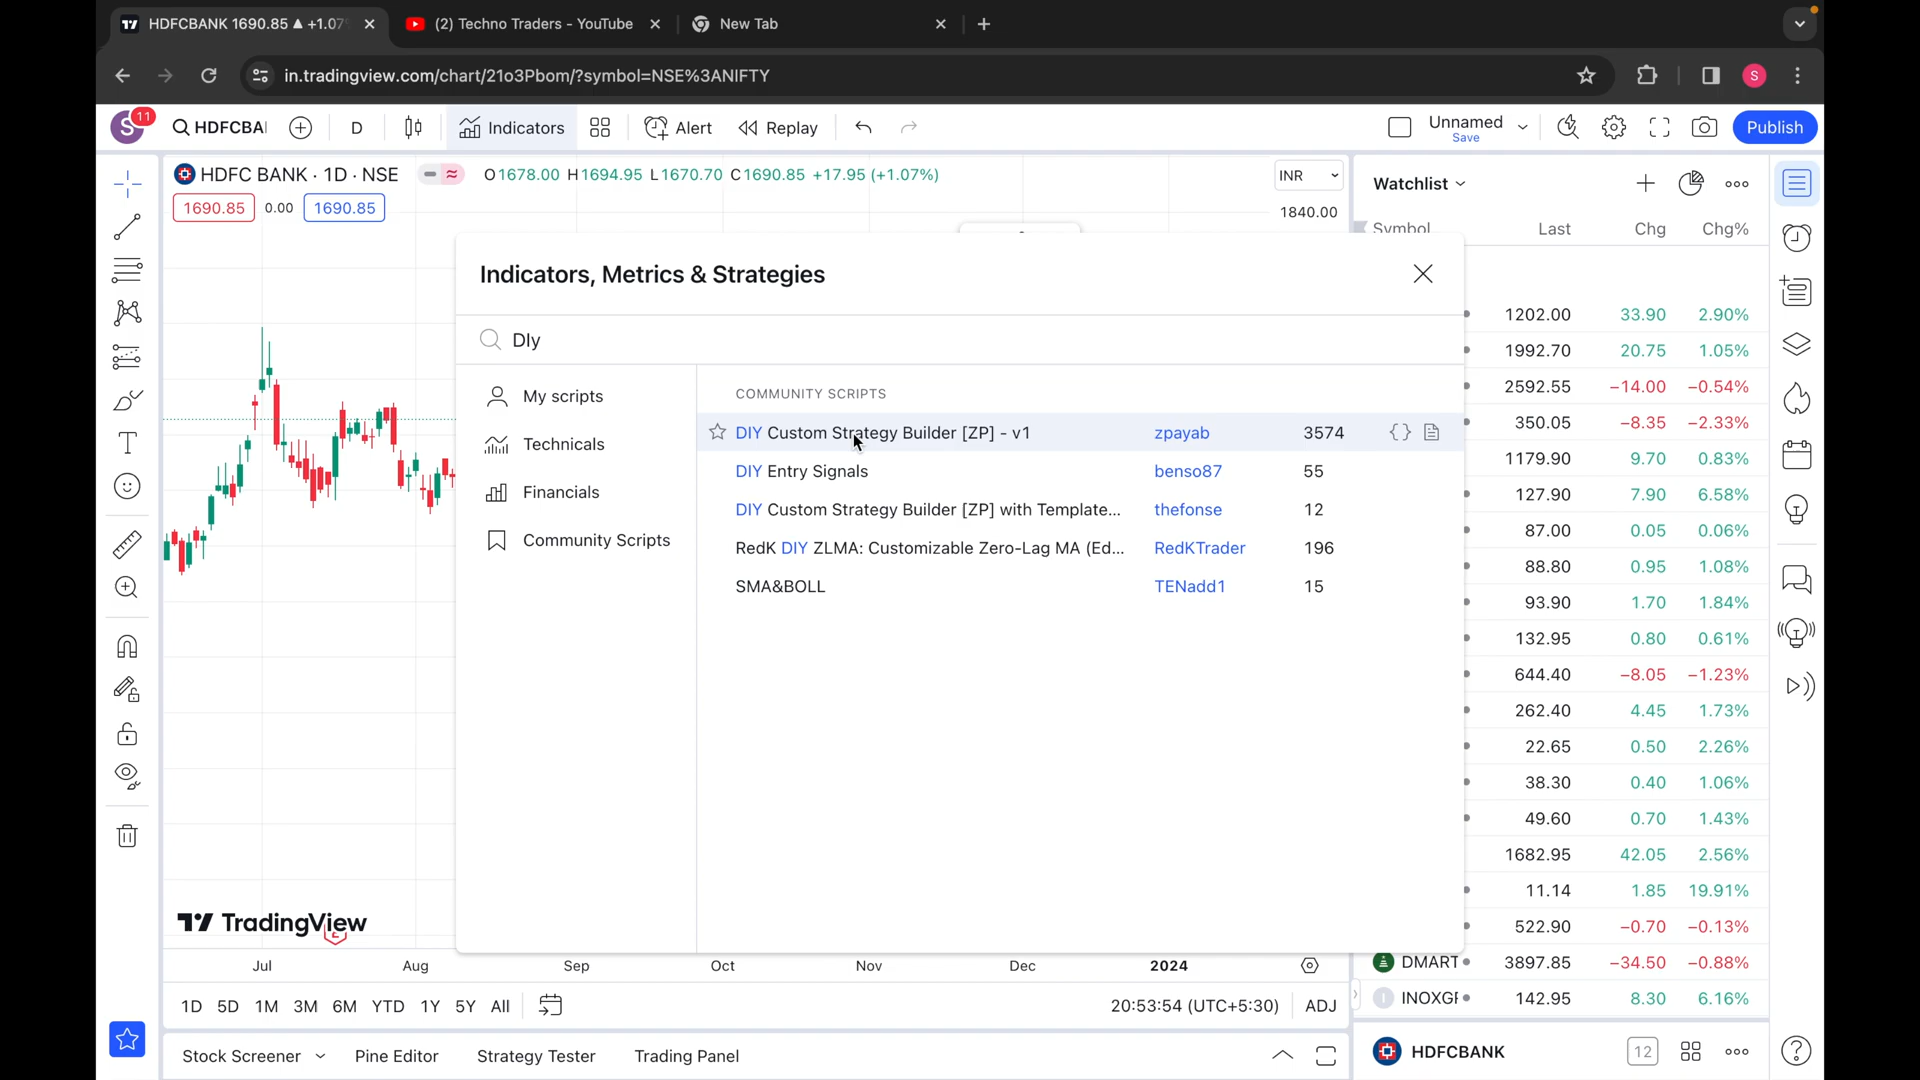 HDFCBANK 1690.85 ▲ +1.07%
(2) Techno Traders - YouTube
New Tab
in.tradingview.com/chart/21o3Pbom/?symbol=NSE%3ANIFTY
S
S
11
HDFCBA
D
Indicators
Alert
Replay
Unnamed
Save
Publish
HDFC BANK · 1D · NSE
O1678.00 H1694.95 L1670.70 C1690.85 +17.95 (+1.07%)
INR
1690.85
0.00
1690.85
1840.00
Watchlist
Symbol Last Chg Chg%
Indicators, Metrics & Strategies
DIy
My scripts
Technicals
Financials
Community Scripts
COMMUNITY SCRIPTS
DIY Custom Strategy Builder [ZP] - v1 zpayab 3574
DIY Entry Signals benso87 55
DIY Custom Strategy Builder [ZP] with Template... thefonse 12
RedK DIY ZLMA: Customizable Zero-Lag MA (Ed... RedKTrader 196
SMA&BOLL TENadd1 15
1202.00 33.90 2.90%
1992.70 20.75 1.05%
2592.55 −14.00 −0.54%
350.05 −8.35 −2.33%
1179.90 9.70 0.83%
127.90 7.90 6.58%
87.00 0.05 0.06%
88.80 0.95 1.08%
93.90 1.70 1.84%
132.95 0.80 0.61%
644.40 −8.05 −1.23%
262.40 4.45 1.73%
22.65 0.50 2.26%
38.30 0.40 1.06%
49.60 0.70 1.43%
1682.95 42.05 2.56%
11.14 1.85 19.91%
522.90 −0.70 −0.13%
DMART 3897.85 −34.50 −0.88%
INOXGF 142.95 8.30 6.16%
TradingView
Jul Aug Sep Oct Nov Dec 2024
1D 5D 1M 3M 6M YTD 1Y 5Y All
20:53:54 (UTC+5:30) ADJ
Stock Screener
Pine Editor
Strategy Tester
Trading Panel
HDFCBANK
12